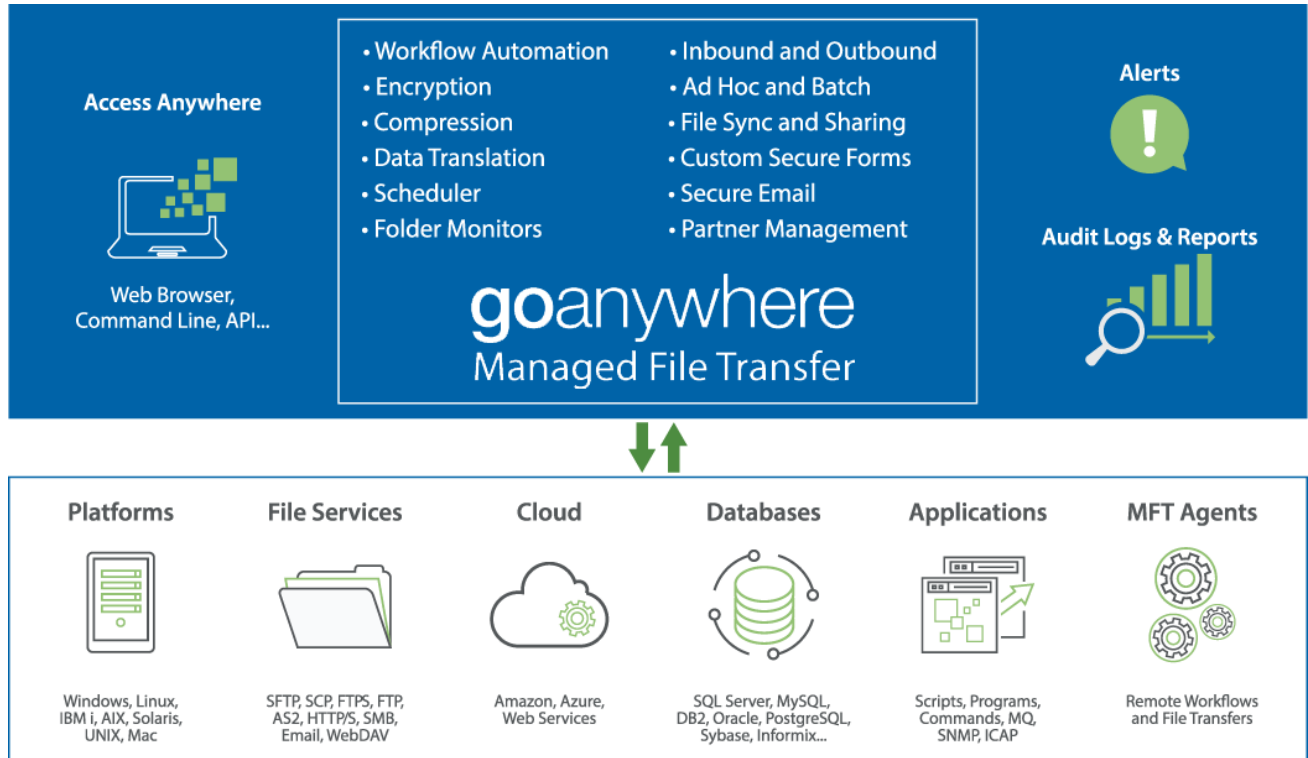 Access Anywhere
Web Browser,
Command Line, API...
• Workflow Automation
• Encryption
• Compression
• Data Translation
• Scheduler
• Folder Monitors
• Inbound and Outbound
• Ad Hoc and Batch
• File Sync and Sharing
• Custom Secure Forms
• Secure Email
• Partner Management
goanywhere
Managed File Transfer
Alerts
!
Audit Logs & Reports
Platforms
Windows, Linux,
IBM i, AIX, Solaris,
UNIX, Mac
File Services
SFTP, SCP, FTPS, FTP,
AS2, HTTP/S, SMB,
Email, WebDAV
Cloud
Amazon, Azure,
Web Services
Databases
SQL Server, MySQL,
DB2, Oracle, PostgreSQL,
Sybase, Informix...
Applications
Scripts, Programs,
Commands, MQ,
SNMP, ICAP
MFT Agents
Remote Workflows
and File Transfers